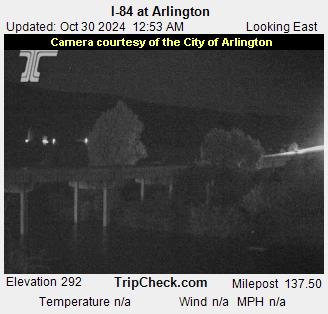 I-84 at Arlington
Updated: Oct 30 2024 12:53 AM Looking East
Camera courtesy of the City of Arlington
Elevation 292 TripCheck.com Milepost 137.50
Temperature n/a Wind n/a MPH n/a